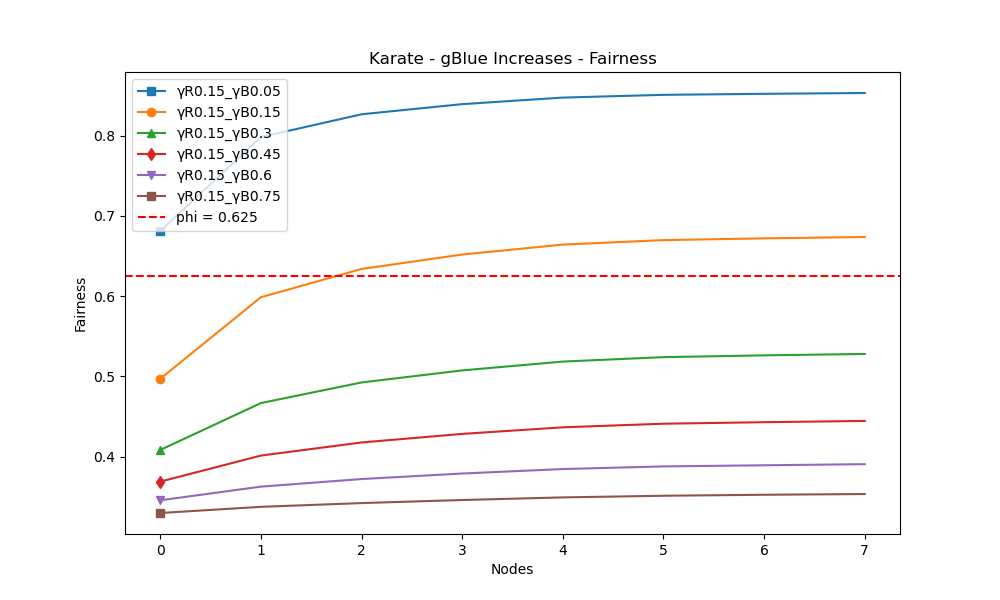 Karate - gBlue Increases - Fairness
γR0.15_γB0.05
γR0.15_γB0.15
γR0.15_γB0.3
γR0.15_γB0.45
γR0.15_γB0.6
γR0.15_γB0.75
phi = 0.625
Fairness
0.8
0.7
0.6
0.5
0.4
0 1 2 3 4 5 6 7
Nodes